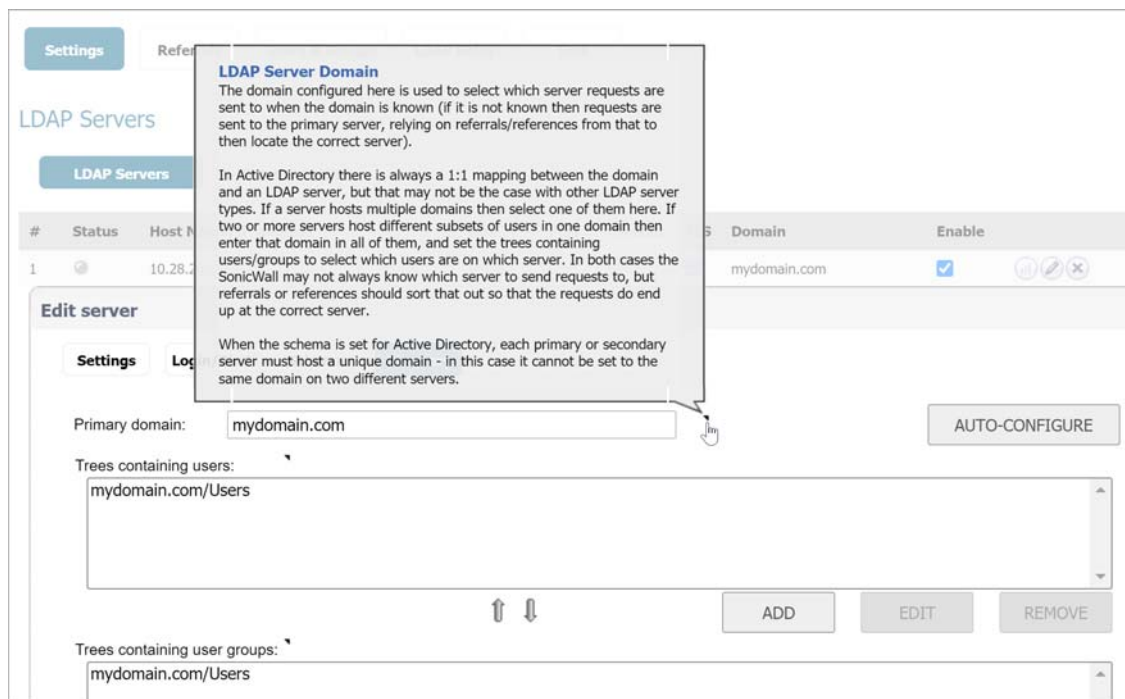 Settings
LDAP Servers
LDAP Servers
LDAP Server Domain
The domain configured here is used to select which server requests are
sent to when the domain is known (if it is not known then requests are
sent to the primary server, relying on referrals/references from that to
then locate the correct server).
In Active Directory there is always a 1:1 mapping between the domain
and an LDAP server, but that may not be the case with other LDAP server
types. If a server hosts multiple domains then select one of them here. If
two or more servers host different subsets of users in one domain then
enter that domain in all of them, and set the trees containing
users/groups to select which users are on which server. In both cases the
SonicWall may not always know which server to send requests to, but
referrals or references should sort that out so that the requests do end
up at the correct server.
When the schema is set for Active Directory, each primary or secondary
server must host a unique domain - in this case it cannot be set to the
same domain on two different servers.
# Status Host Domain Enable
1 10.28.2 mydomain.com
Edit server
Settings
Primary domain: mydomain.com AUTO-CONFIGURE
Trees containing users:
mydomain.com/Users
ADD EDIT REMOVE
Trees containing user groups:
mydomain.com/Users